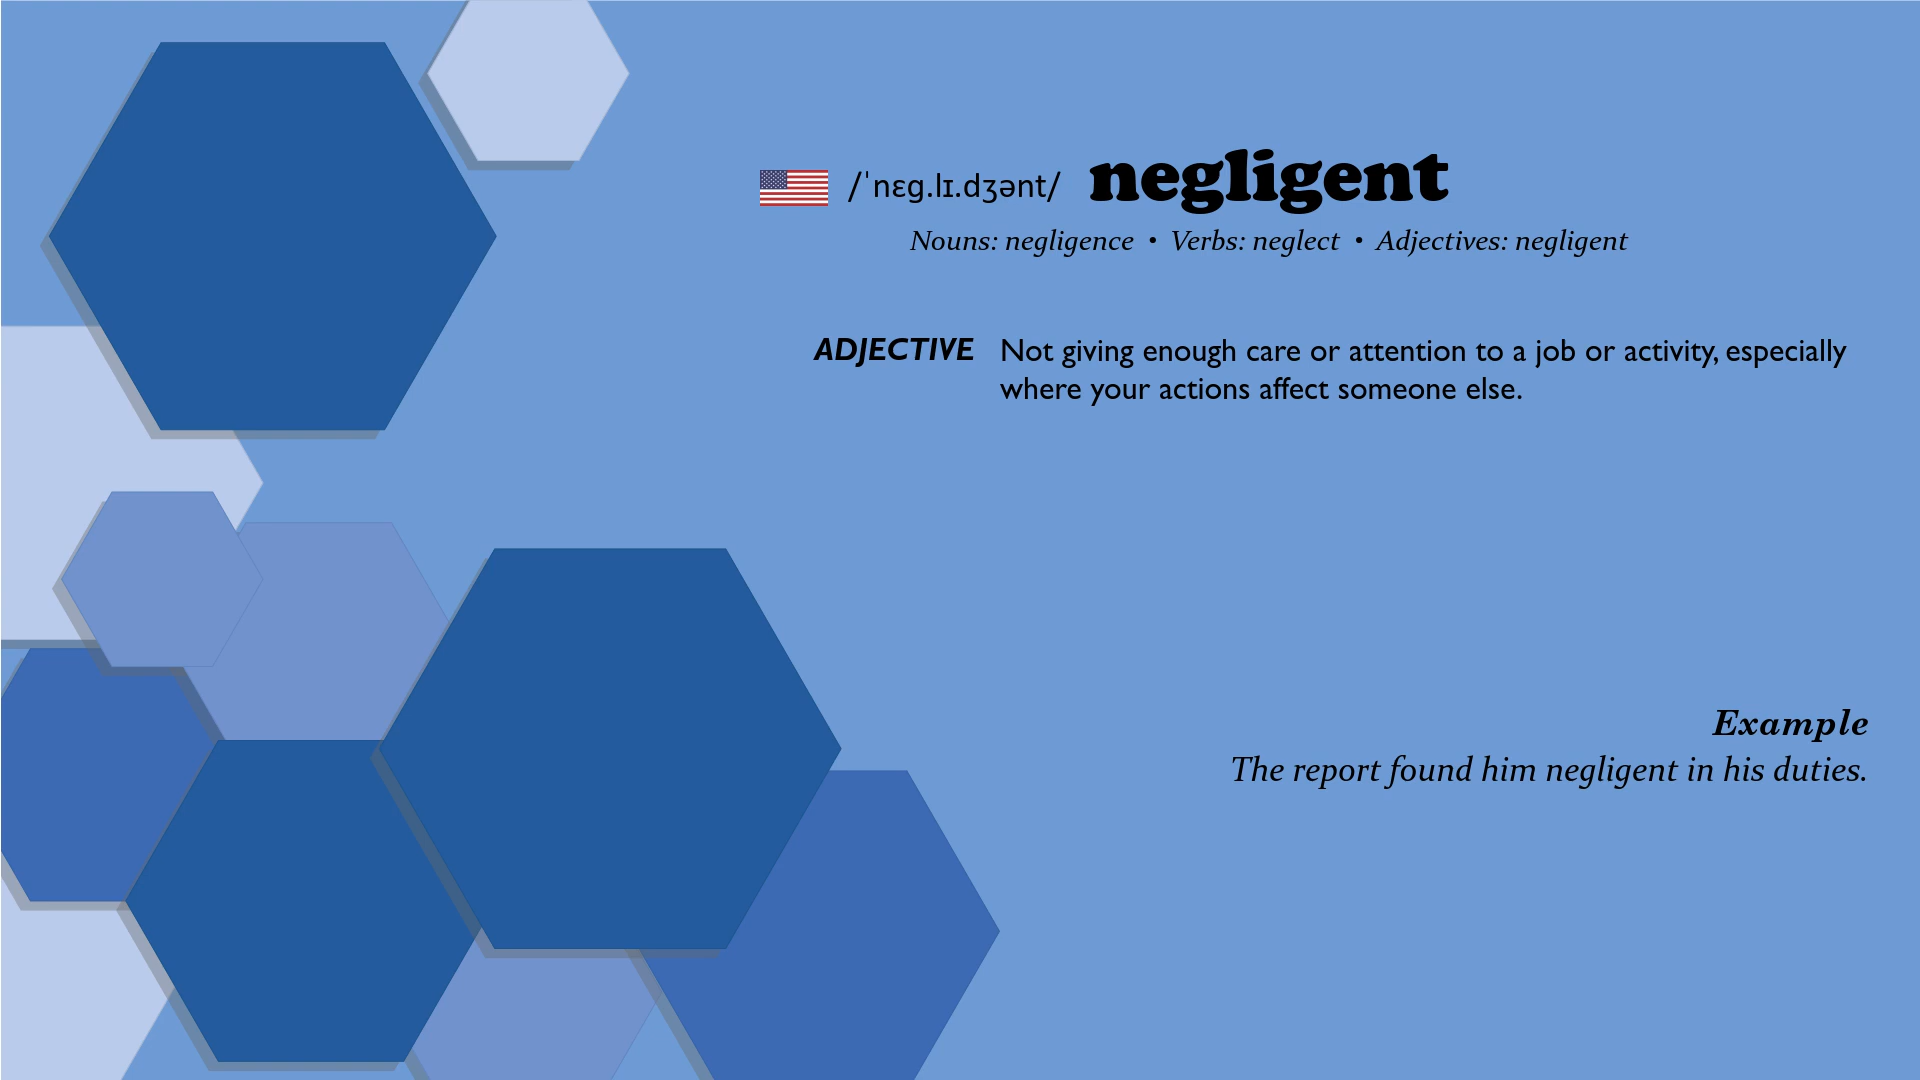 /ˈnɛg.lɪ.dʒənt/ negligent
Nouns: negligence • Verbs: neglect • Adjectives: negligent
ADJECTIVE Not giving enough care or attention to a job or activity, especially
where your actions affect someone else.
Example
The report found him negligent in his duties.